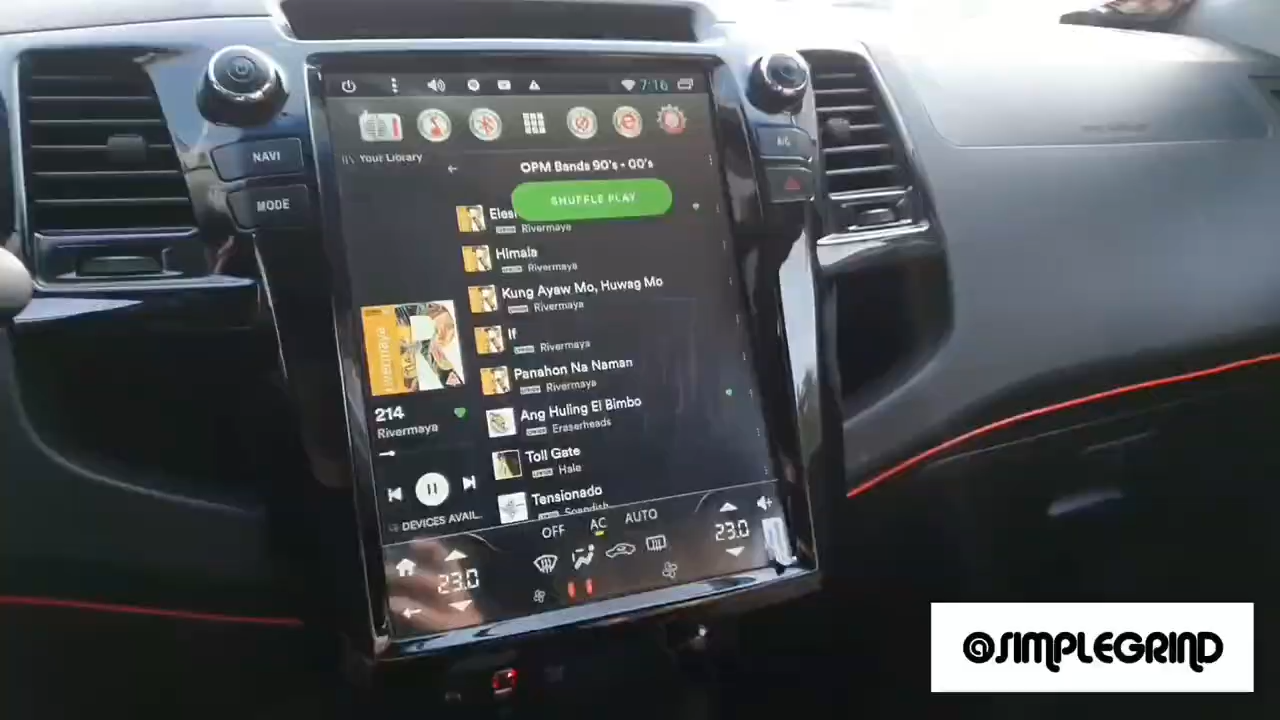 7:16
NAVI
A/C
Your Library
OPM Bands 90's - 00's
SHUFFLE PLAY
MODE
Rivermaya
Himala
Rivermaya
Kung Ayaw Mo, Huwag Mo
Rivermaya
If
Rivermaya
Panahon Na Naman
Rivermaya
Rivermaya
214
Rivermaya
Ang Huling El Bimbo
Eraserheads
Toll Gate
Hale
Tensionado
Soapdish
DEVICES AVAIL
OFF
AC
AUTO
23.0
23.0
@SIMPLEGRIND